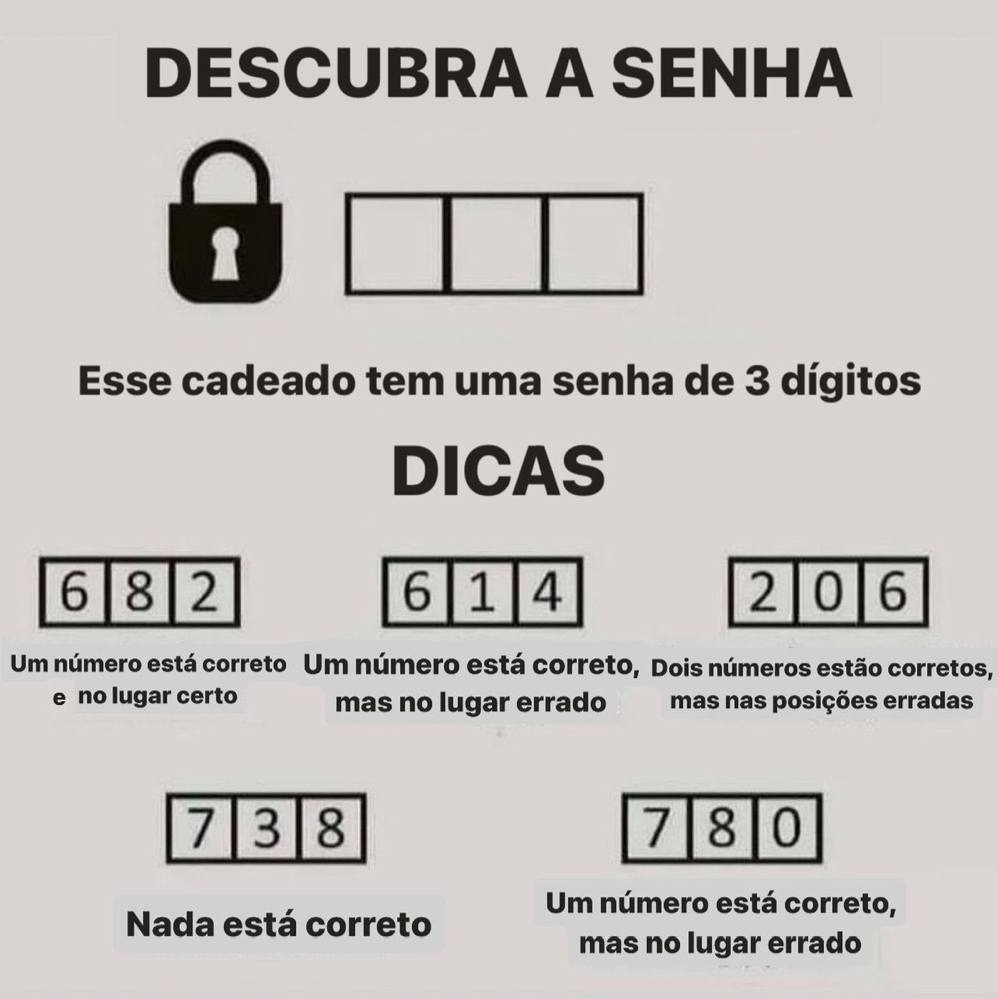 DESCUBRA A SENHA
Esse cadeado tem uma senha de 3 dígitos
DICAS
6 8 2
Um número está correto
e no lugar certo
6 1 4
Um número está correto,
mas no lugar errado
2 0 6
Dois números estão corretos,
mas nas posições erradas
7 3 8
Nada está correto
7 8 0
Um número está correto,
mas no lugar errado